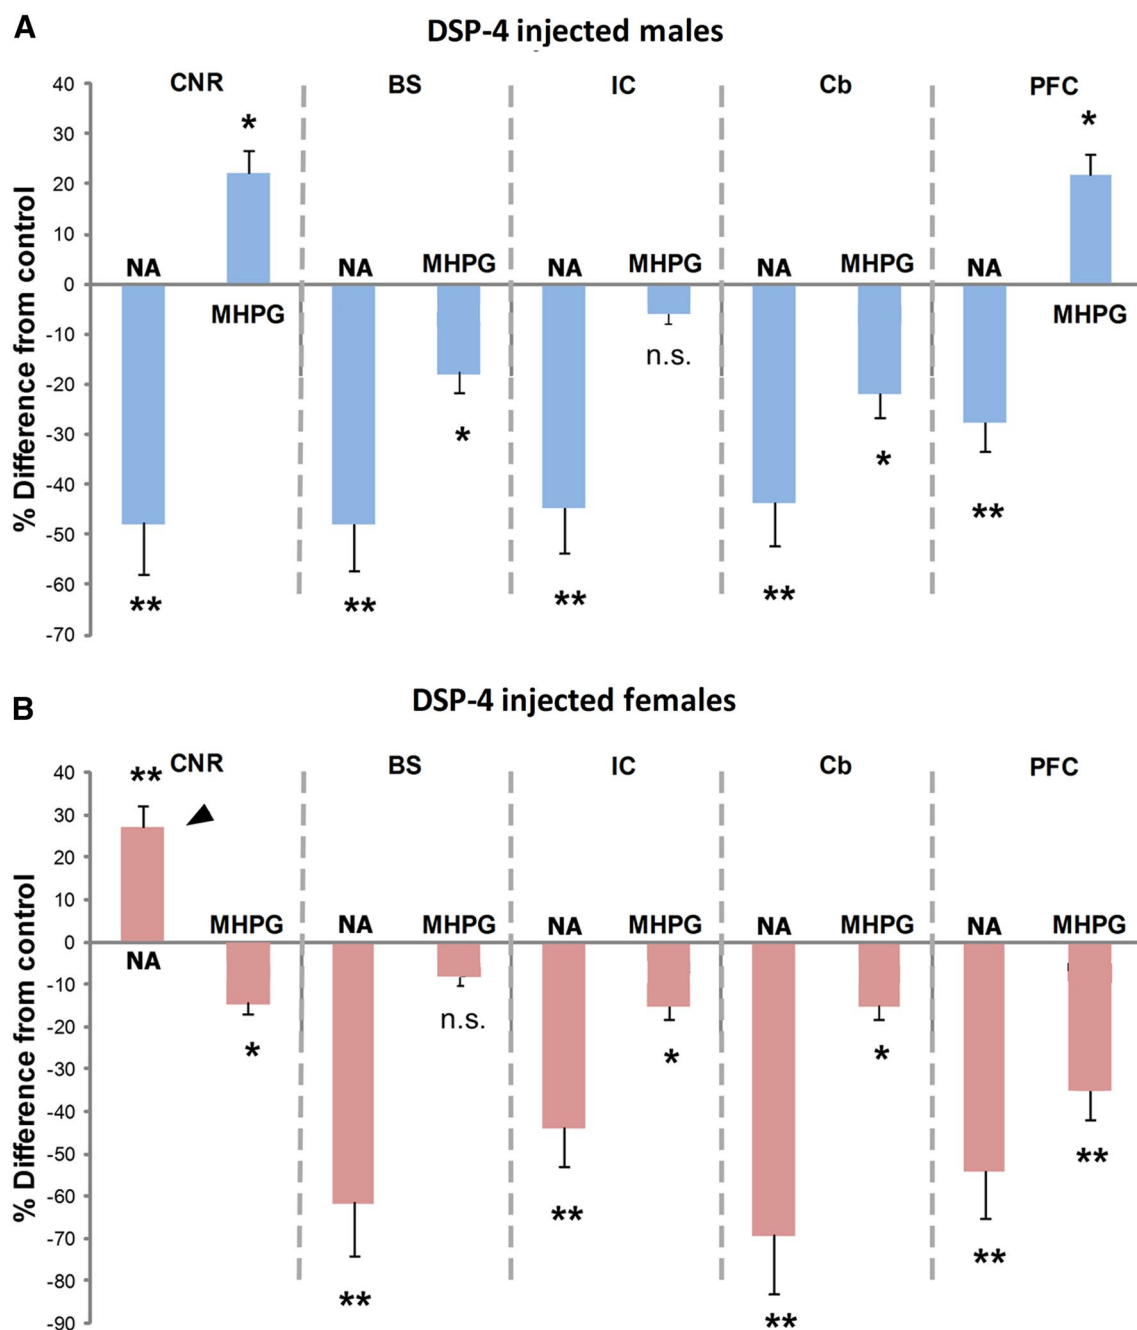 A
DSP-4 injected males
% Difference from control
40
30
20
10
0
-10
-20
-30
-40
-50
-60
-70
CNR
BS
IC
Cb
PFC
*
*
NA
NA
MHPG
NA
MHPG
NA
MHPG
NA
MHPG
MHPG
n.s.
*
*
**
**
**
**
**
B
DSP-4 injected females
% Difference from control
40
30
20
10
0
-10
-20
-30
-40
-50
-60
-70
-80
-90
CNR
BS
IC
Cb
PFC
**
MHPG
NA
MHPG
NA
MHPG
NA
MHPG
NA
MHPG
NA
n.s.
*
*
*
**
**
**
**
**